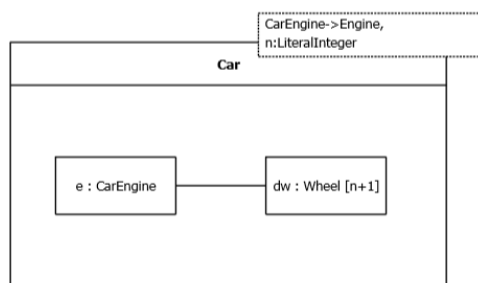 CarEngine->Engine,
n:LiteralInteger
Car
e : CarEngine
dw : Wheel [n+1]